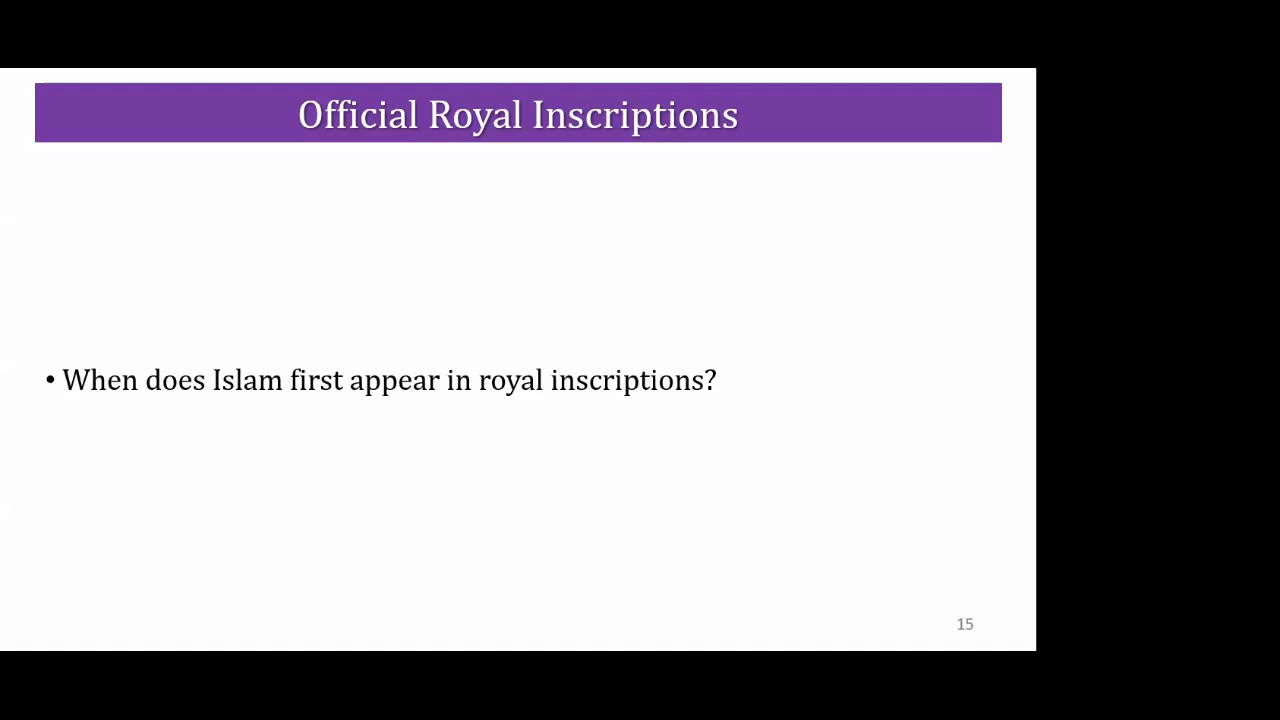 Official Royal Inscriptions
• When does Islam first appear in royal inscriptions?
15